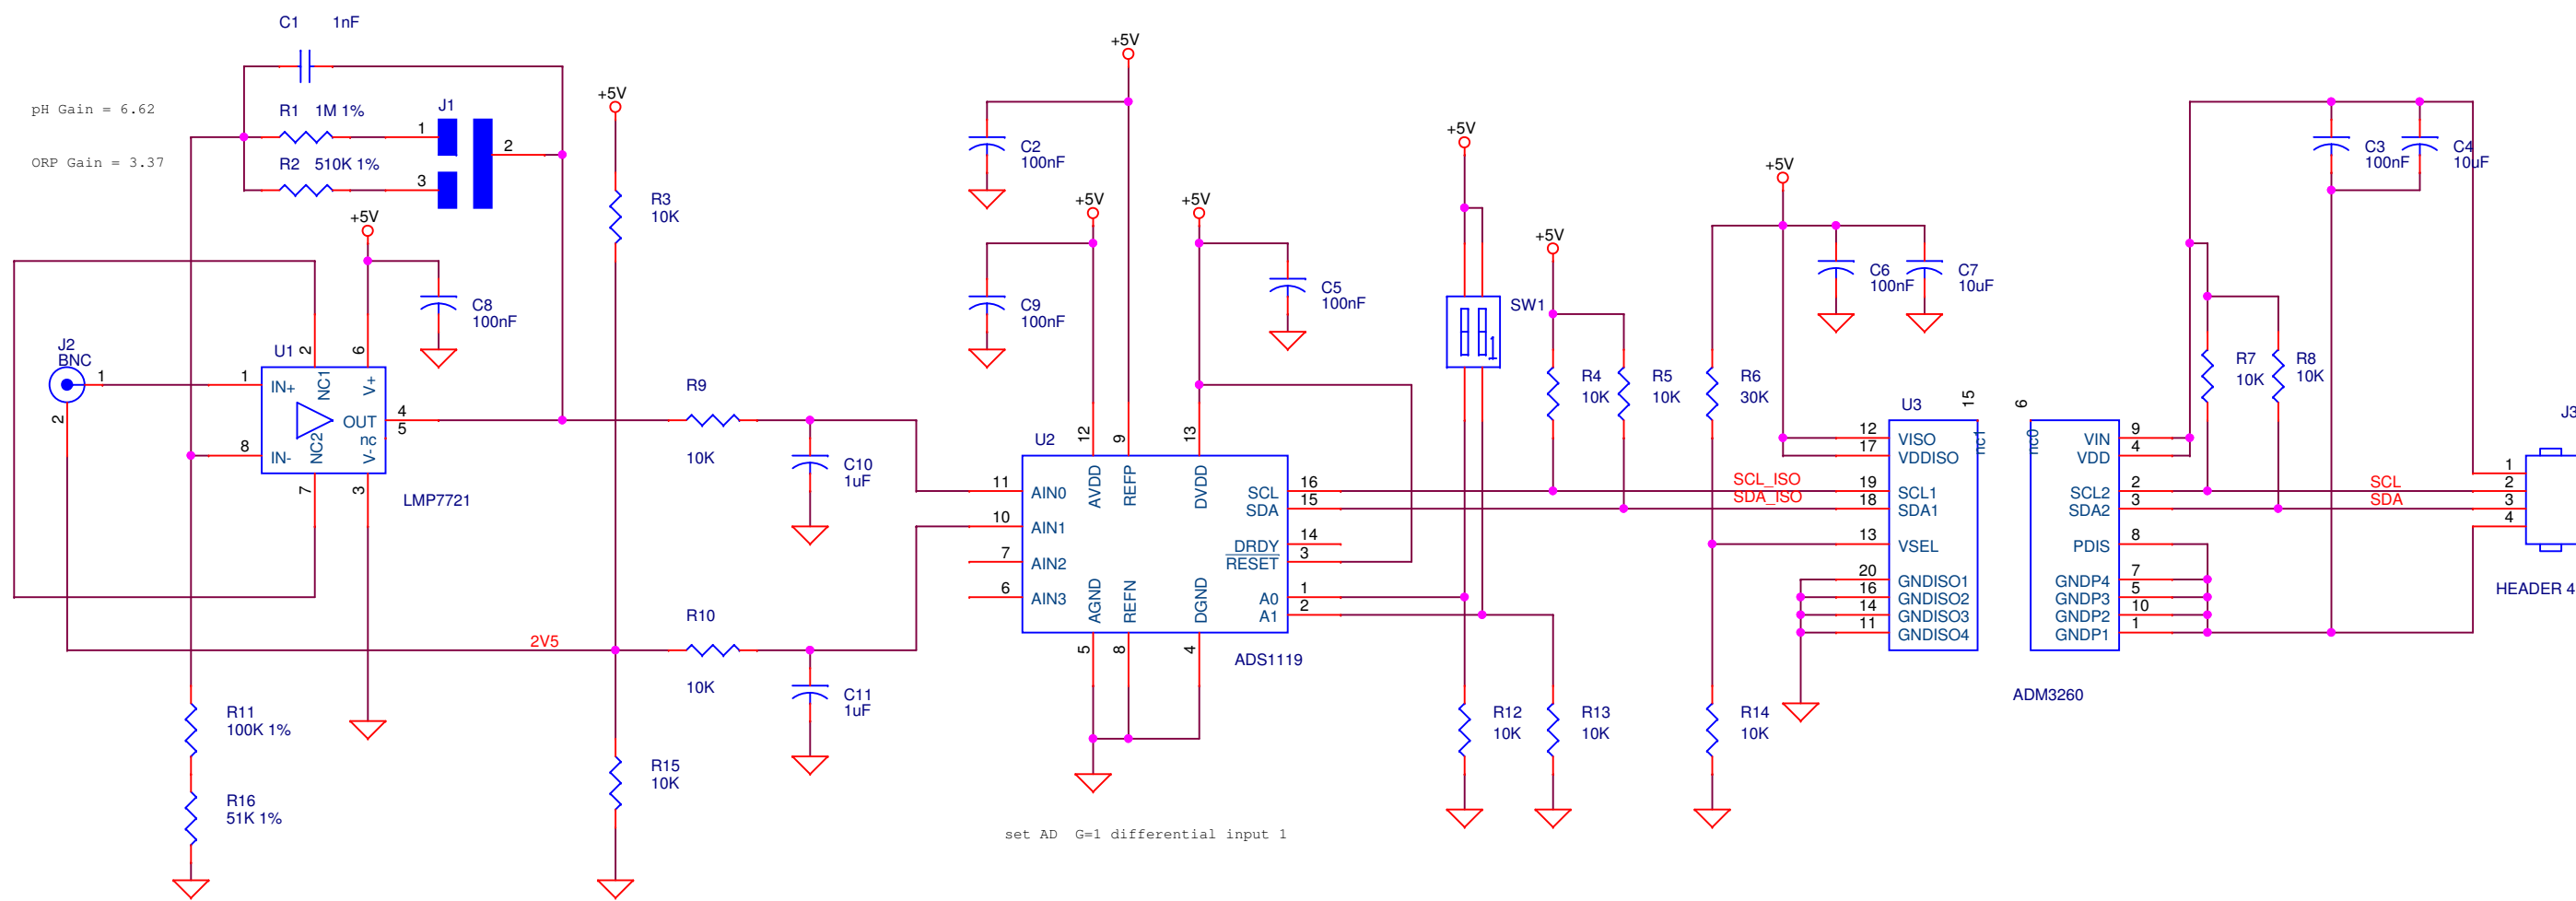 C1 1nF
pH Gain = 6.62
R1 1M 1%
J1
1
2
ORP Gain = 3.37
R2 510K 1%
3
+5V
C8
100nF
J2
BNC
1
2
U1
2
6
1
IN+
NC1
V+
OUT
4
nc
5
8
IN-
NC2
V-
7
3
LMP7721
R11
100K 1%
R16
51K 1%
+5V
R3
10K
2V5
R15
10K
R9
10K
C10
1uF
R10
10K
C11
1uF
+5V
C2
100nF
+5V
+5V
C9
100nF
C5
100nF
U2
12
9
13
11
AIN0
AVDD
REFP
DVDD
SCL
16
SDA
15
10
AIN1
7
AIN2
DRDY
14
RESET
3
6
AIN3
AGND
REFN
DGND
A0
1
A1
2
5
8
4
ADS1119
set AD G=1 differential input 1
+5V
SW1
1
+5V
R4
10K
R5
10K
R12
10K
R13
10K
+5V
C6
100nF
C7
10uF
R6
30K
R14
10K
SCL_ISO
SDA_ISO
U3
15
nc1
12
VISO
17
VDDISO
19
SCL1
18
SDA1
13
VSEL
20
GNDISO1
16
GNDISO2
14
GNDISO3
11
GNDISO4
6
nc0
VIN
9
VDD
4
SCL2
2
SDA2
3
PDIS
8
GNDP4
7
GNDP3
5
GNDP2
10
GNDP1
1
ADM3260
C3
100nF
C4
10uF
R7
10K
R8
10K
SCL
SDA
J3
1
2
3
4
HEADER 4